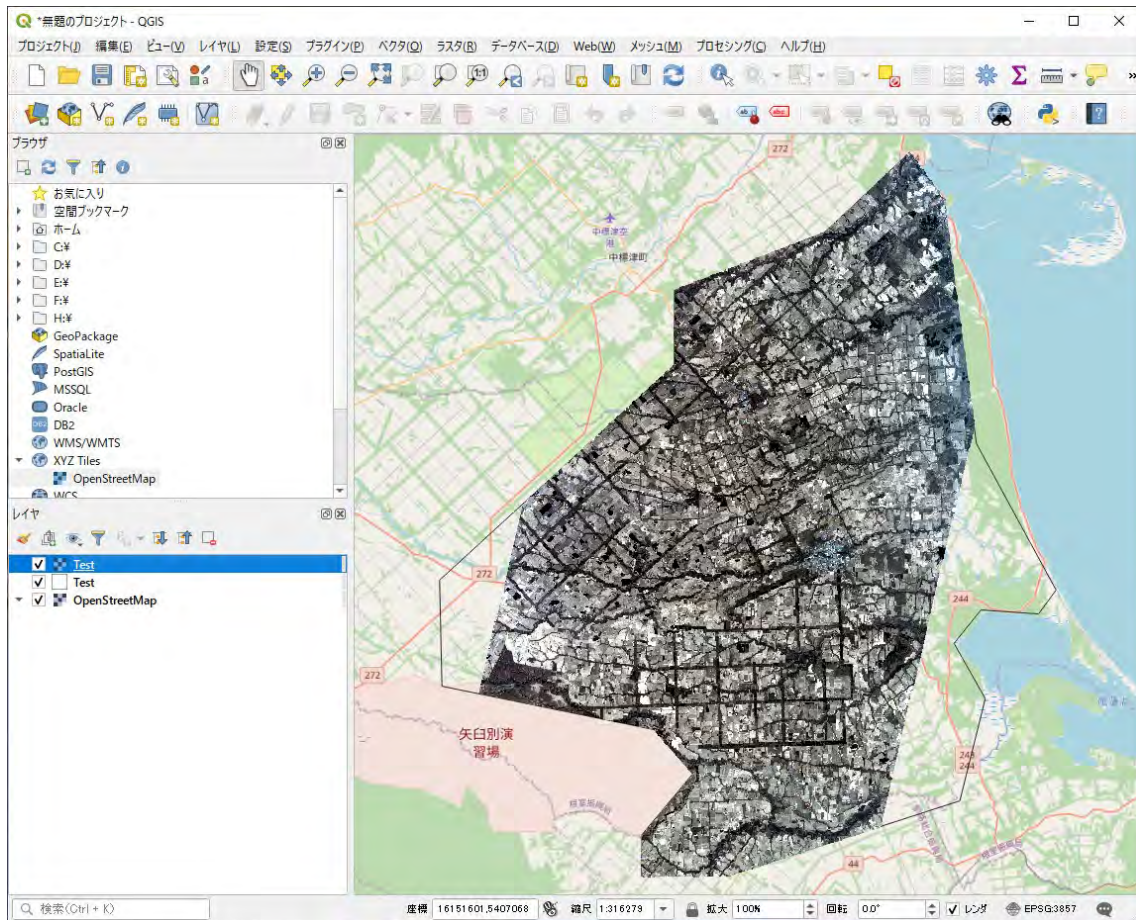 *無題のプロジェクト - QGIS
プロジェクト(J) 編集(E) ビュー(V) レイヤ(L) 設定(S) プラグイン(P) ベクタ(O) ラスタ(R) データベース(D) Web(W) メッシュ(M) プロセシング(C) ヘルプ(H)
ブラウザ
お気に入り
空間ブックマーク
ホーム
C:¥
D:¥
E:¥
F:¥
H:¥
GeoPackage
SpatiaLite
PostGIS
MSSQL
Oracle
DB2
WMS/WMTS
XYZ Tiles
OpenStreetMap
WCS
レイヤ
Test
Test
OpenStreetMap
272
中標津空
港
中標津町
272
244
272
矢臼別演
習場
243
244
44
検索(Ctrl + K)
座標 16151601,5407068 縮尺 1:316279 拡大 100% 回転 0.0° レンダ EPSG:3857